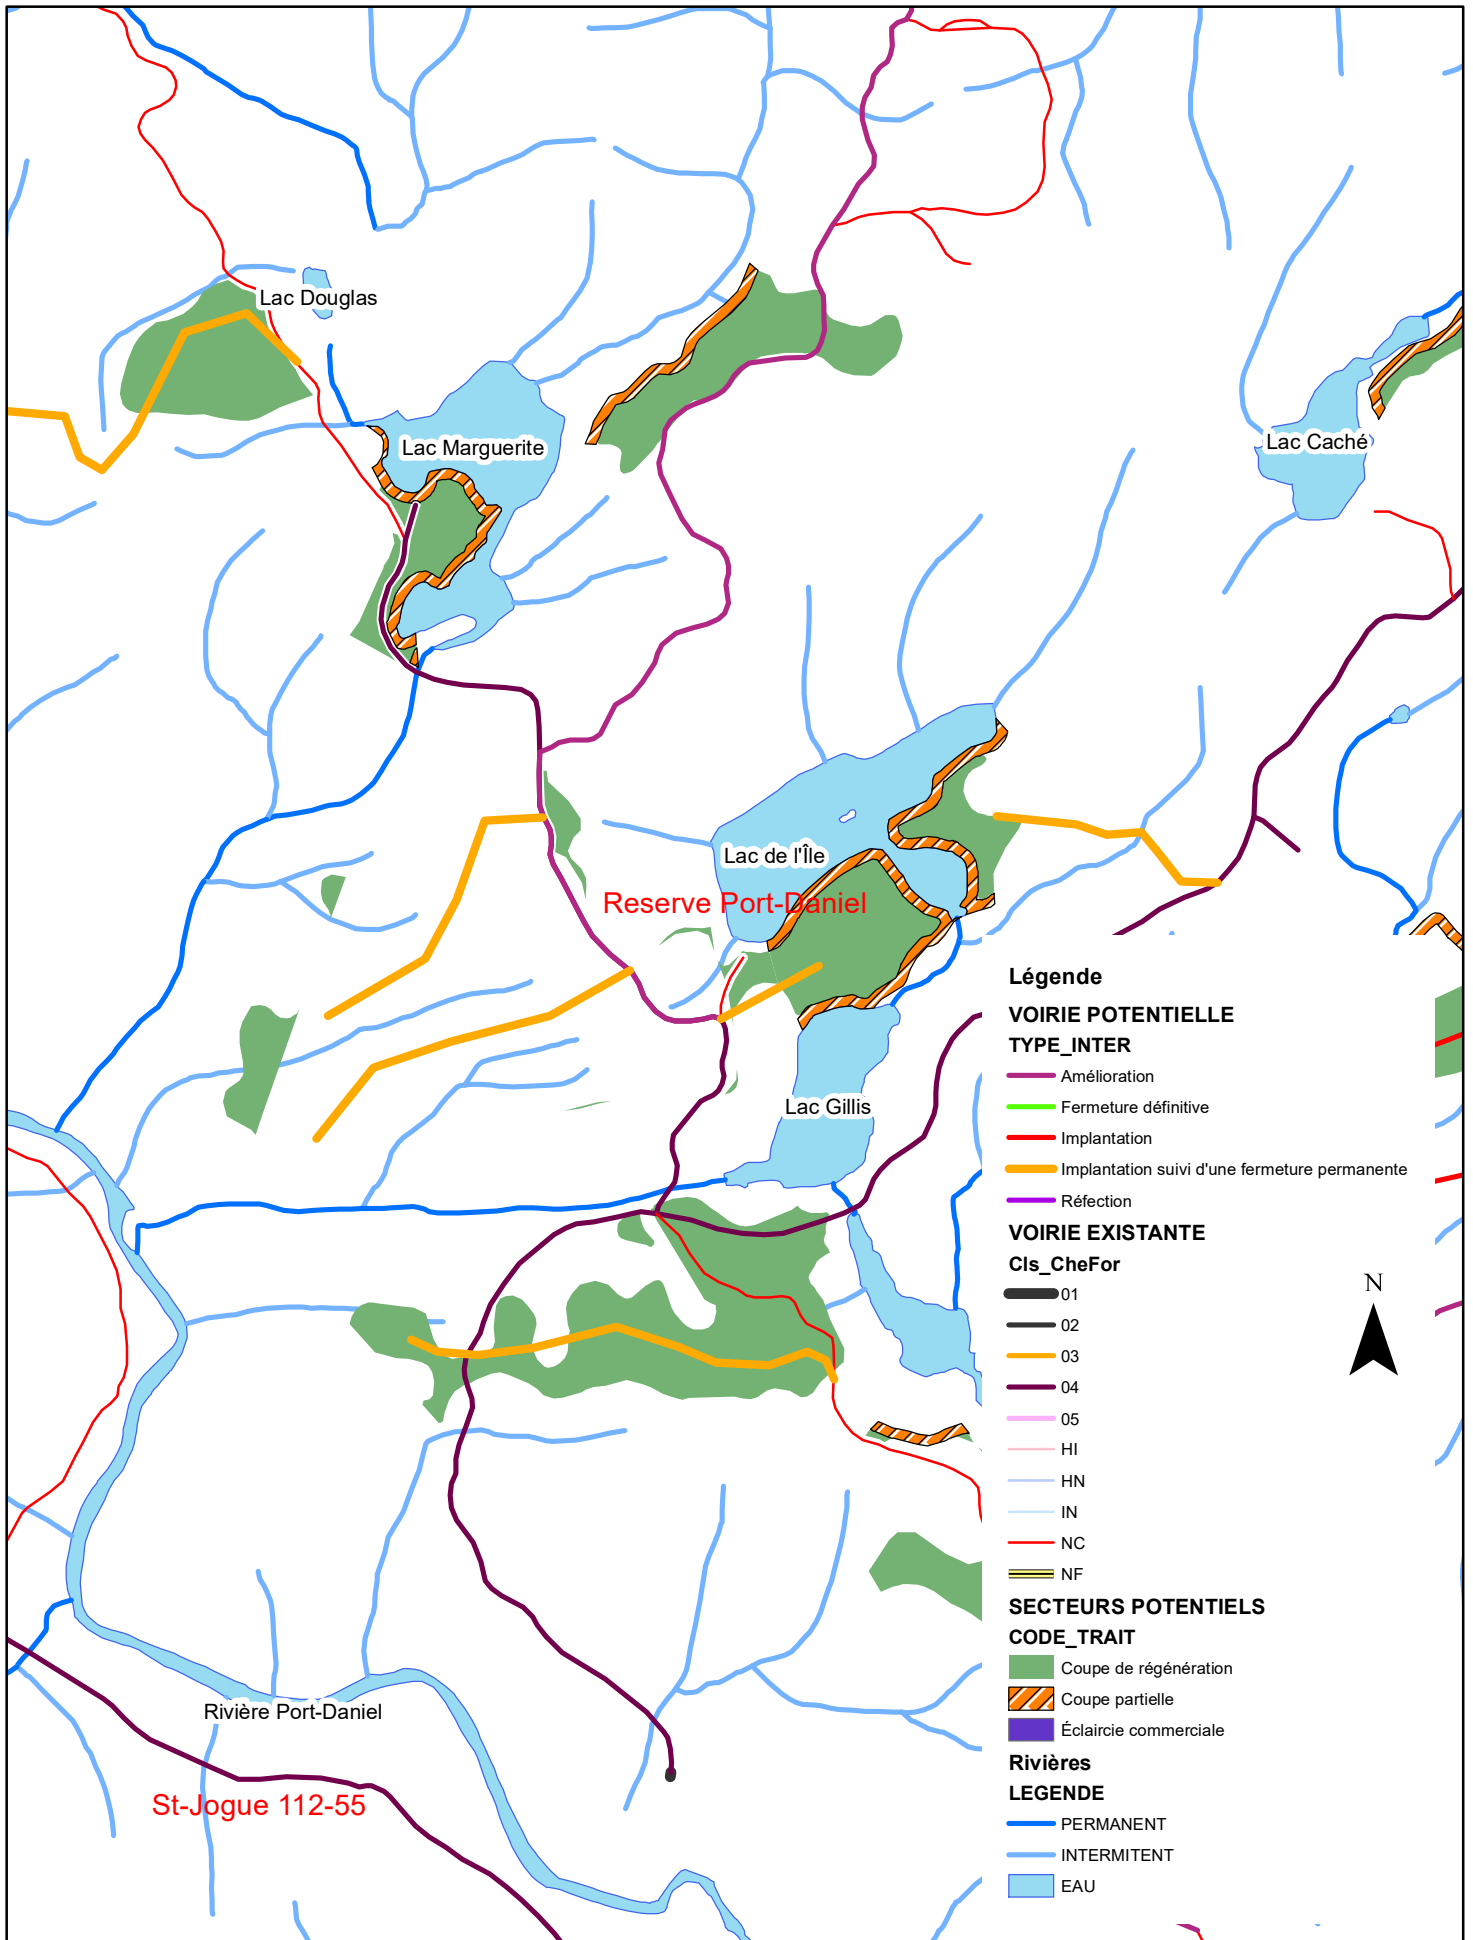 Lac Douglas
Lac Marguerite
Lac Caché
Lac de l'Île
Reserve Port-Daniel
Lac Gillis
Rivière Port-Daniel
St-Jogue 112-55
Légende
VOIRIE POTENTIELLE
TYPE_INTER
Amélioration
Fermeture définitive
Implantation
Implantation suivi d'une fermeture permanente
Réfection
VOIRIE EXISTANTE
Cls_CheFor
01
02
03
04
05
HI
HN
IN
NC
NF
SECTEURS POTENTIELS
CODE_TRAIT
Coupe de régénération
Coupe partielle
Éclaircie commerciale
Rivières
LEGENDE
PERMANENT
INTERMITENT
EAU
N